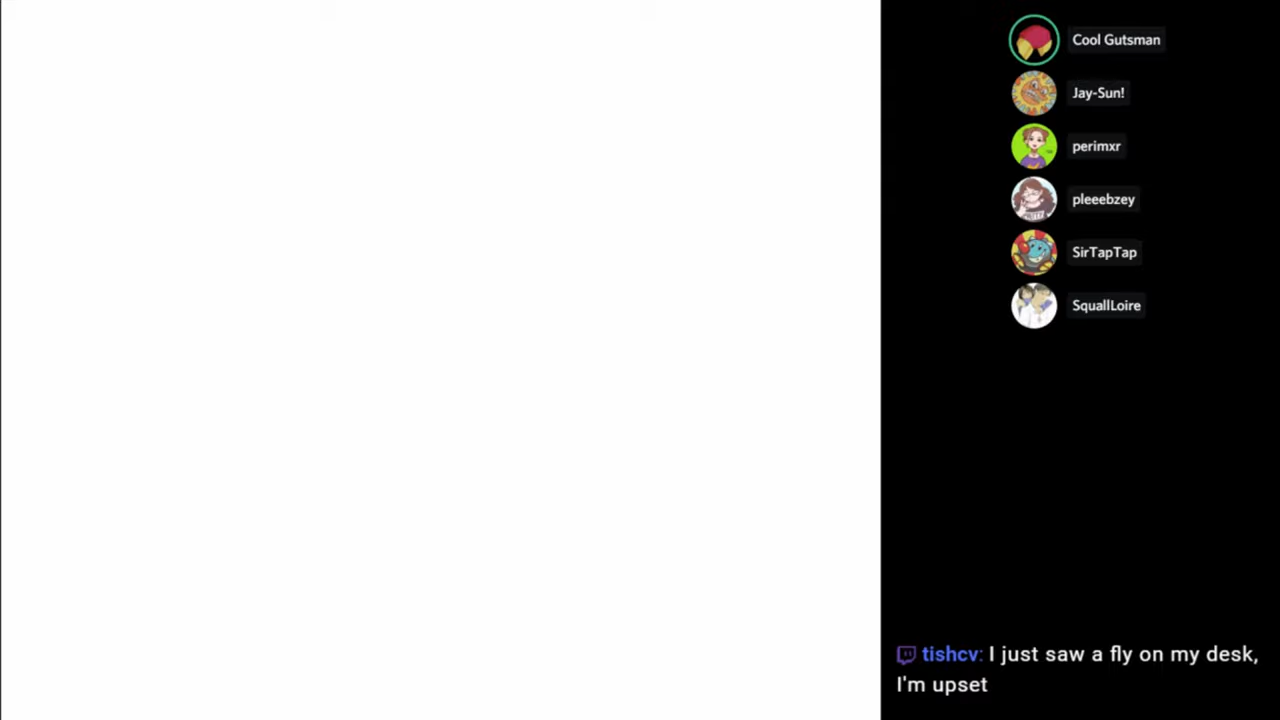 Cool Gutsman
Jay-Sun!
perimxr
pleeebzey
SirTapTap
SquallLoire
tishcv: I just saw a fly on my desk,
I'm upset